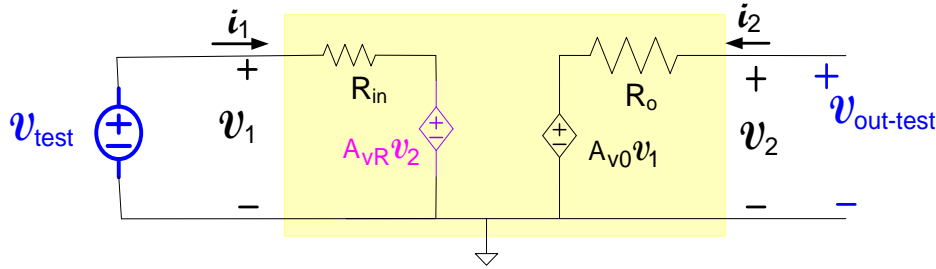 i1
i2
+
Rin
Ro
+
+
vtest
+
−
v1
AvRv2
+
−
+
−
Av0v1
v2
vout-test
−
−
−